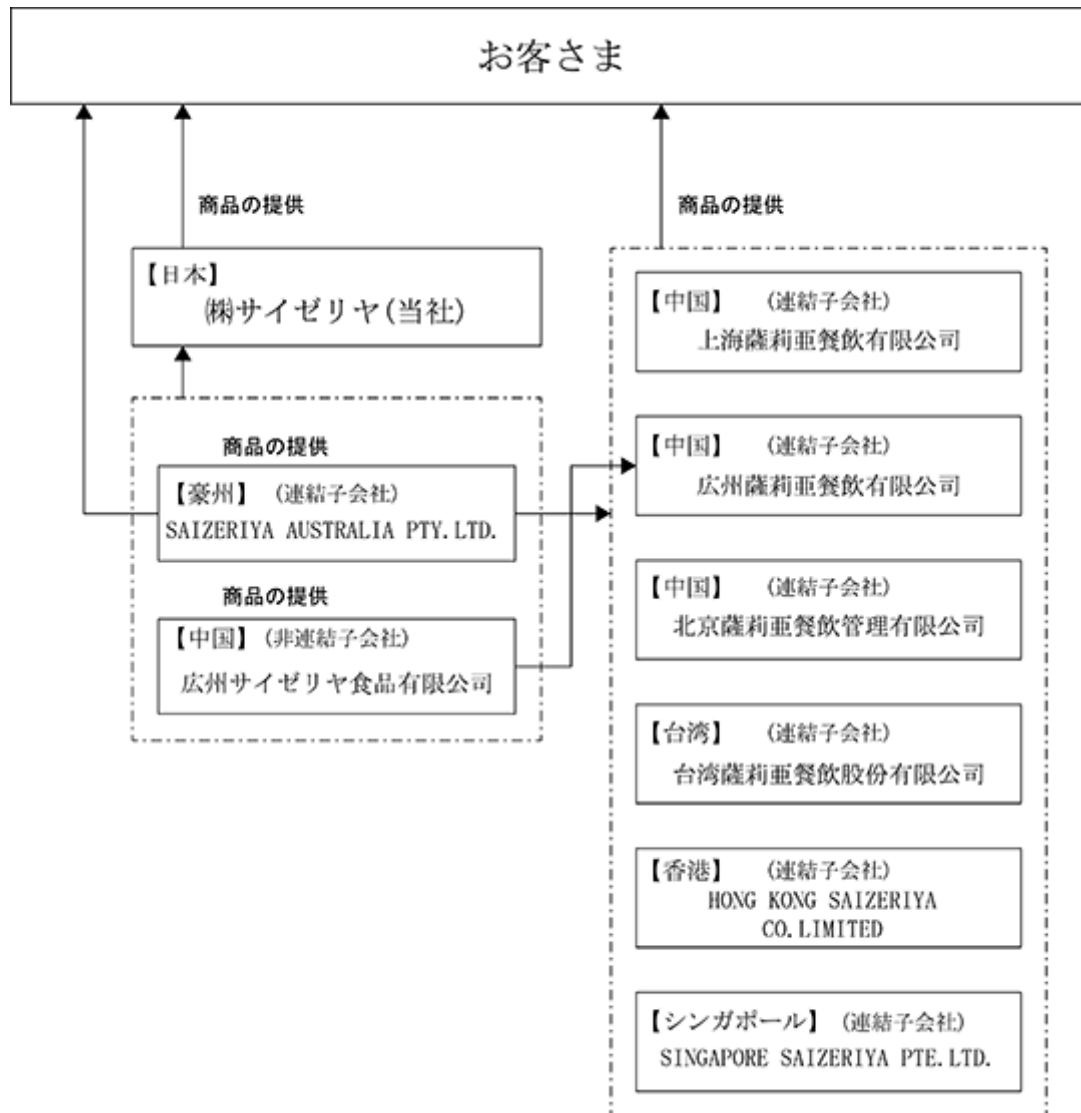 お客さま
商品の提供
商品の提供
【日本】
㈱サイゼリヤ(当社)
商品の提供
【豪州】 (連結子会社)
SAIZERIYA AUSTRALIA PTY.LTD.
商品の提供
【中国】 (非連結子会社)
広州サイゼリヤ食品有限公司
【中国】 (連結子会社)
上海薩莉亜餐飲有限公司
【中国】 (連結子会社)
広州薩莉亜餐飲有限公司
【中国】 (連結子会社)
北京薩莉亜餐飲管理有限公司
【台湾】 (連結子会社)
台湾薩莉亜餐飲股份有限公司
【香港】 (連結子会社)
HONG KONG SAIZERIYA
CO.LIMITED
【シンガポール】 (連結子会社)
SINGAPORE SAIZERIYA PTE.LTD.